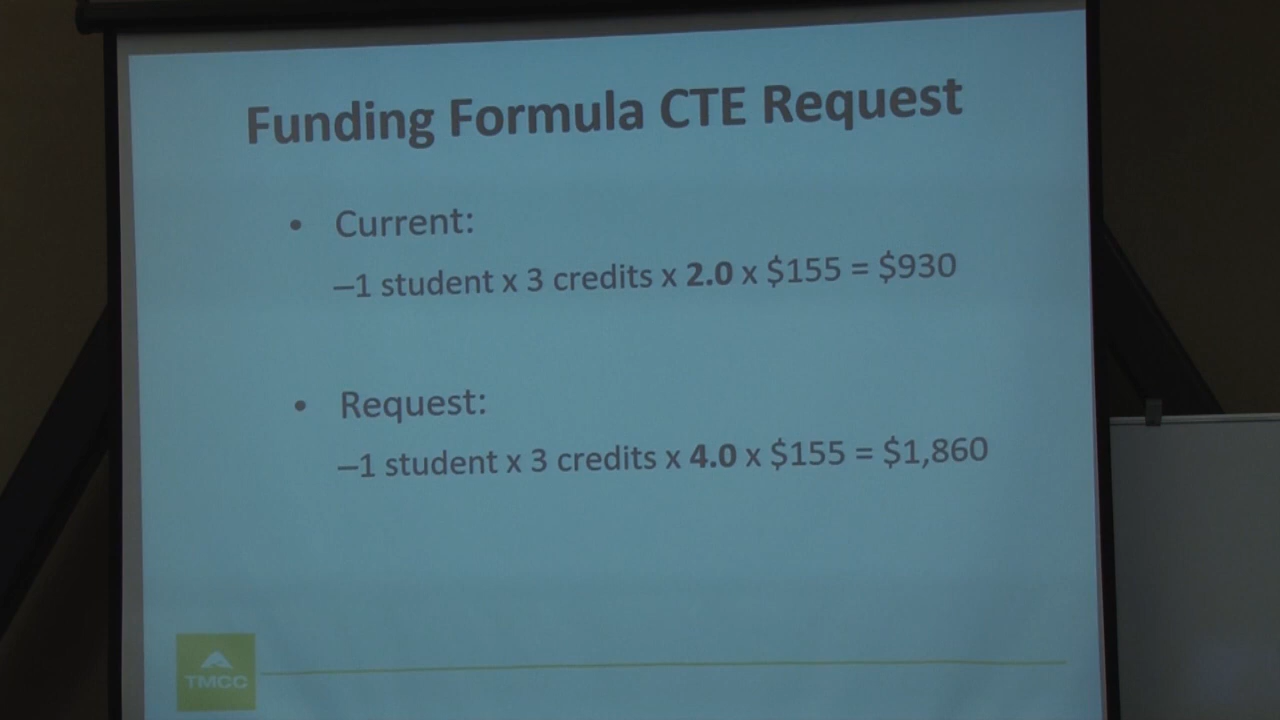 Funding Formula CTE Request
• Current:
–1 student x 3 credits x 2.0 x $155 = $930
• Request:
–1 student x 3 credits x 4.0 x $155 = $1,860
TMCC